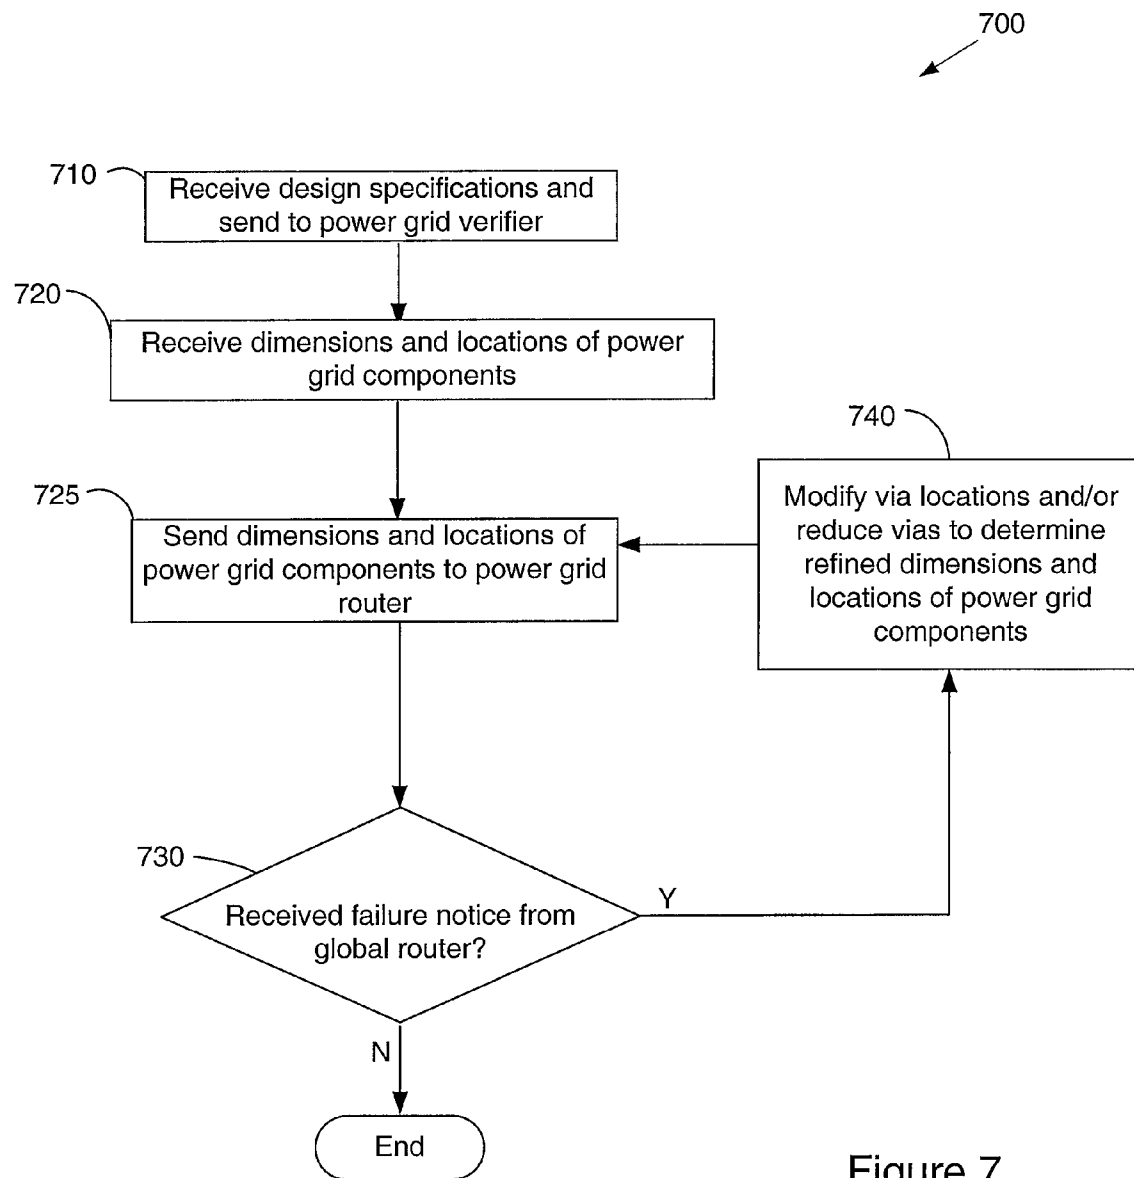 700
710
Receive design specifications and
send to power grid verifier
720
Receive dimensions and locations of power
grid components
740
725
Modify via locations and/or
reduce vias to determine
refined dimensions and
locations of power grid
components
Send dimensions and locations of
power grid components to power grid
router
730
Y
Received failure notice from
global router?
N
End
Figure 7